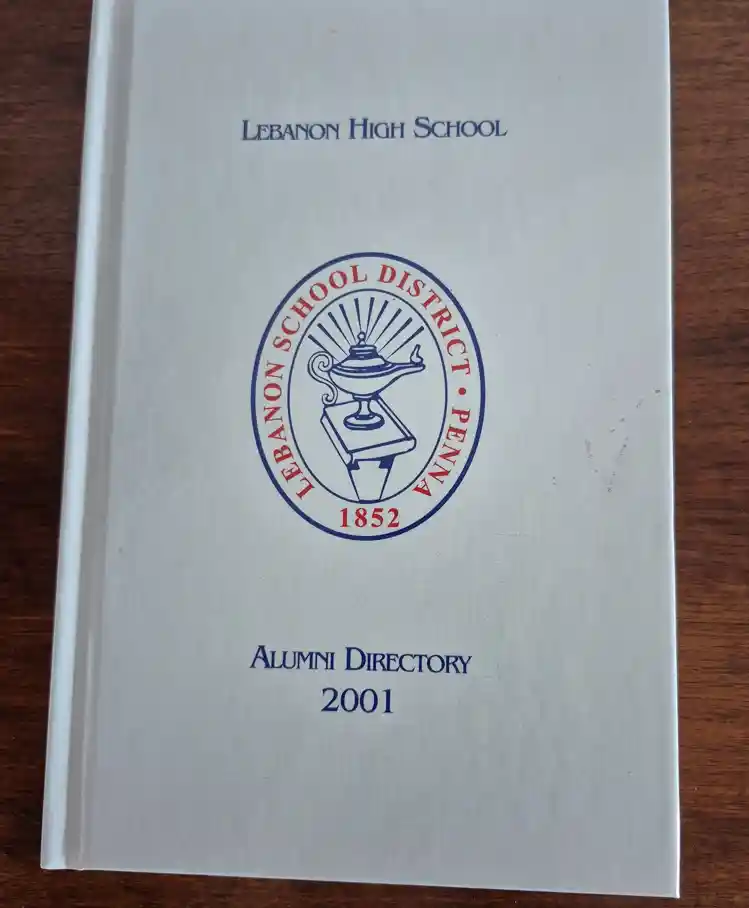 LEBANON HIGH SCHOOL
LEBANON SCHOOL DISTRICT • PENNA
1852
ALUMNI DIRECTORY
2001